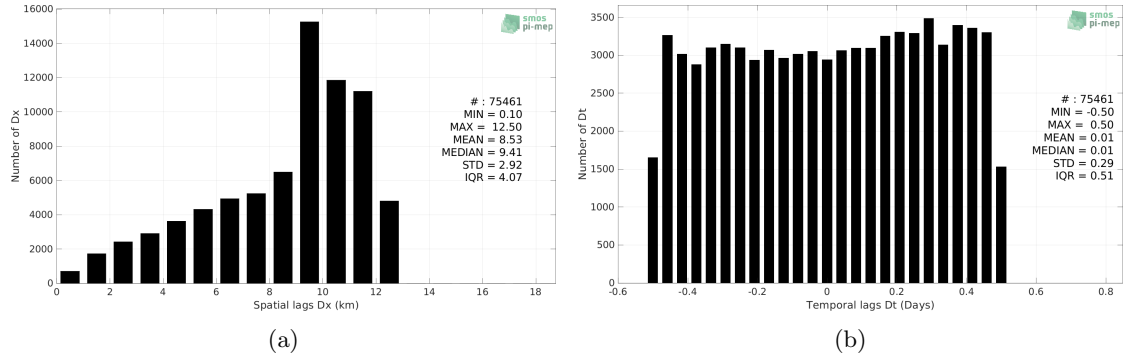 16000
14000
12000
10000
8000
6000
4000
2000
0
Number of Dx
0 2 4 6 8 10 12 14 16 18
Spatial lags Dx (km)
smos
pi-mep
# : 75461
MIN = 0.10
MAX = 12.50
MEAN = 8.53
MEDIAN = 9.41
STD = 2.92
IQR = 4.07
(a)
3500
3000
2500
2000
1500
1000
500
0
Number of Dt
-0.6 -0.4 -0.2 0 0.2 0.4 0.6 0.8
Temporal lags Dt (Days)
smos
pi-mep
# : 75461
MIN = -0.50
MAX = 0.50
MEAN = 0.01
MEDIAN = 0.01
STD = 0.29
IQR = 0.51
(b)